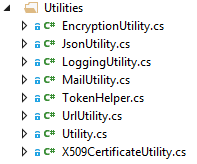 Utilities
C# EncryptionUtility.cs
C# JsonUtility.cs
C# LoggingUtility.cs
C# MailUtility.cs
C# TokenHelper.cs
C# UrlUtility.cs
C# Utility.cs
C# X509CertificateUtility.cs